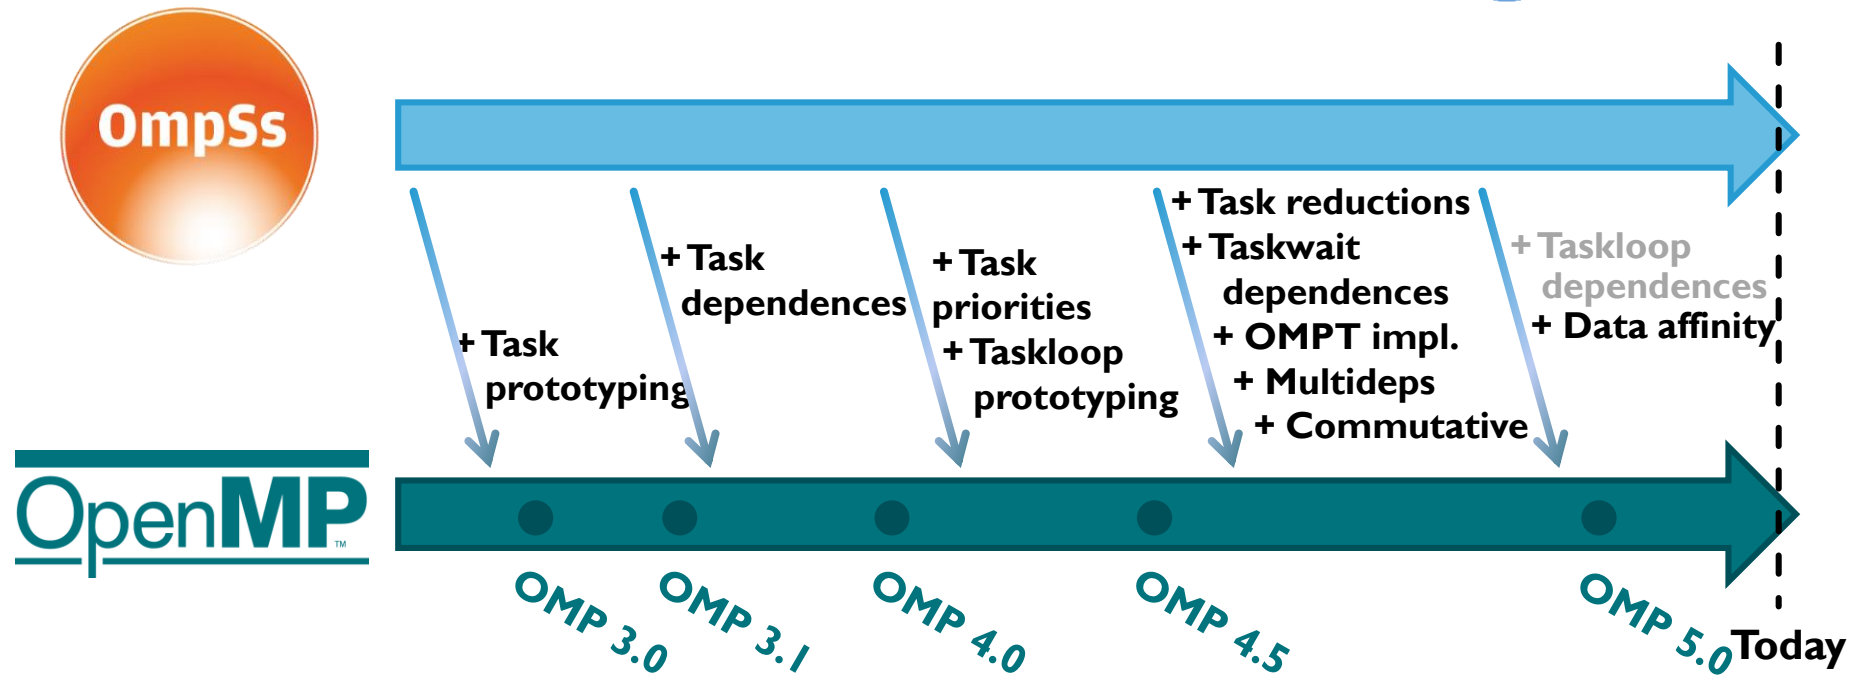 OmpSs
+ Task
prototyping
+ Task
dependences
+ Task
priorities
+ Taskloop
prototyping
+ Task reductions
+ Taskwait
dependences
+ OMPT impl.
+ Multideps
+ Commutative
+ Taskloop
dependences
+ Data affinity
OpenMP™
OMP 3.0
OMP 3.1
OMP 4.0
OMP 4.5
OMP 5.0
Today